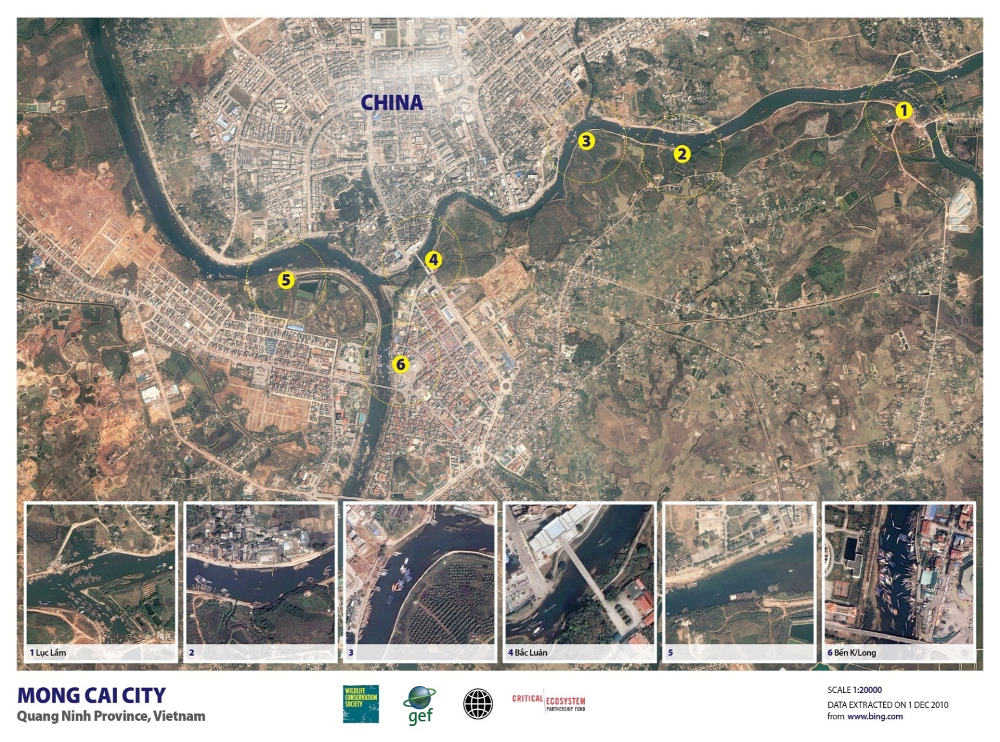 CHINA
1
2
3
4
5
6
1 Lục Lầm
2
3
4 Bắc Luân
5
6 Bến K/Long
MONG CAI CITY
Quang Ninh Province, Vietnam
WILDLIFE
CONSERVATION
SOCIETY
gef
CRITICAL ECOSYSTEM
PARTNERSHIP FUND
SCALE 1:20000
DATA EXTRACTED ON 1 DEC 2010
from www.bing.com